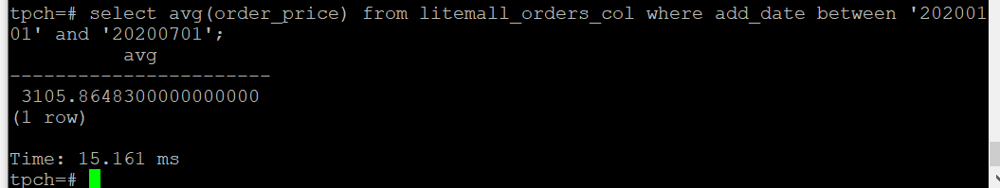 tpch=# select avg(order_price) from litemall_orders_col where add_date between '202001
01' and '20200701';
          avg
-----------------------
 3105.8648300000000000
(1 row)
Time: 15.161 ms
tpch=#